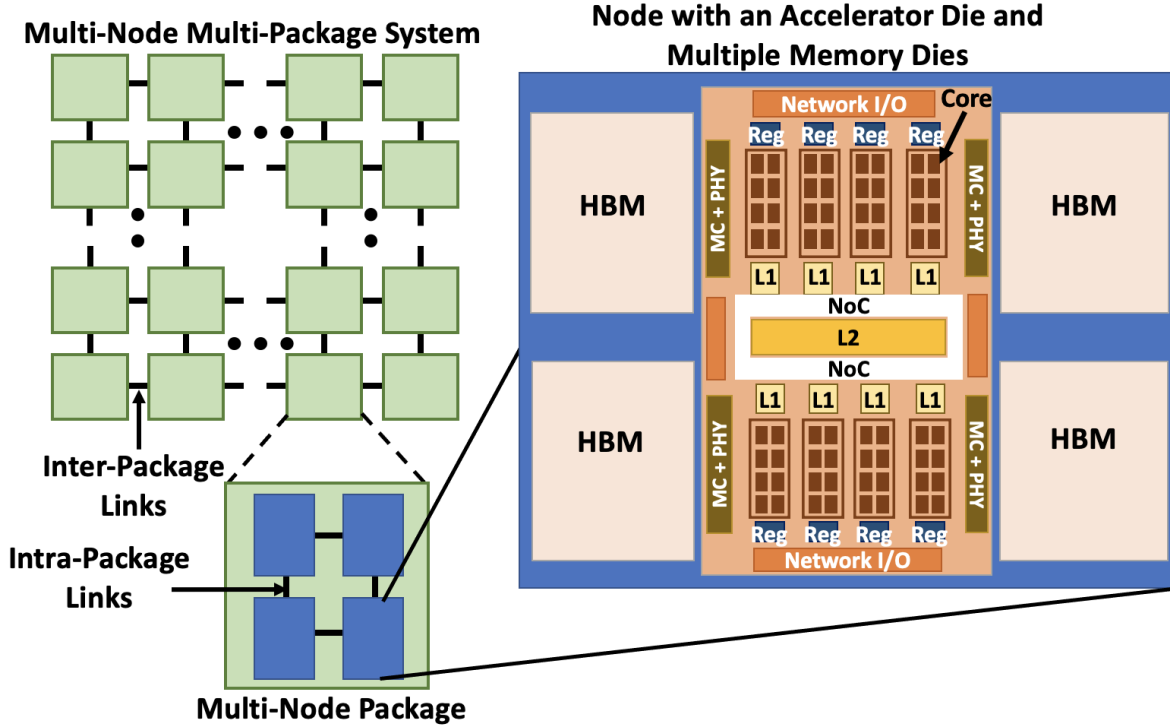 Multi-Node Multi-Package System
Inter-Package
Links
Intra-Package
Links
Multi-Node Package
Node with an Accelerator Die and
Multiple Memory Dies
Network I/O
Core
Reg Reg Reg Reg
HBM
MC + PHY
MC + PHY
HBM
L1 L1 L1 L1
NoC
L2
NoC
L1 L1 L1 L1
HBM
MC + PHY
MC + PHY
HBM
Reg Reg Reg Reg
Network I/O